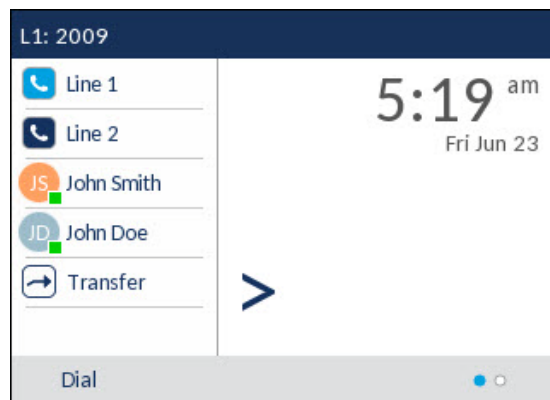 L1: 2009
Line 1
Line 2
JS John Smith
JD John Doe
Transfer
5:19 am
Fri Jun 23
>
Dial